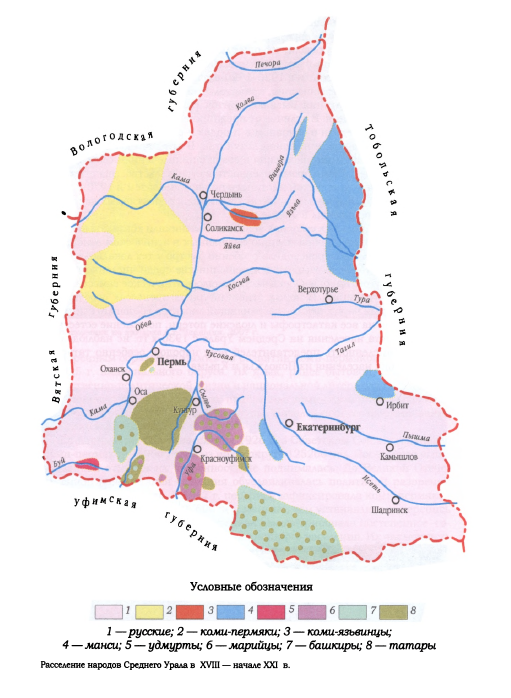 Печора
губерния
Колва
Вологодская
Тобольская
Вишера
Кама
Чердынь
Язьва
Соликамск
Яйва
губерния
Косьва
Верхотурье
Тура
губерния
Обва
Тагил
Пермь
Чусовая
Вятская
Оханск
Оса
Сылва
Ирбит
Кама
Кунгур
Екатеринбург
Пышма
Красноуфимск
Камышлов
Буй
Уфа
Исеть
уфимская
Шадринск
губерния
Условные обозначения
1 2 3 4 5 6 7 8
1 — русские; 2 — коми-пермяки; 3 — коми-язьвинцы;
4 — манси; 5 — удмурты; 6 — марийцы; 7 — башкиры; 8 — татары
Расселение народов Среднего Урала в XVIII — начале XXI в.